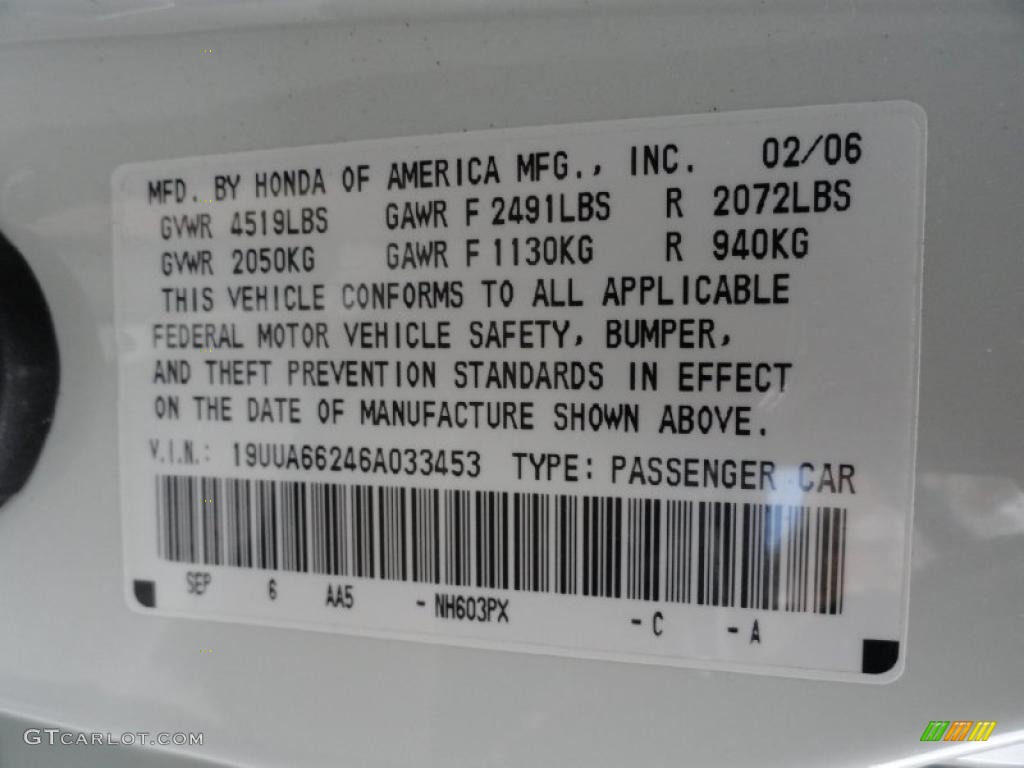 MFD. BY HONDA OF AMERICA MFG., INC. 02/06
GVWR 4519LBS GAWR F 2491LBS R 2072LBS
GVWR 2050KG GAWR F 1130KG R 940KG
THIS VEHICLE CONFORMS TO ALL APPLICABLE
FEDERAL MOTOR VEHICLE SAFETY, BUMPER,
AND THEFT PREVENTION STANDARDS IN EFFECT
ON THE DATE OF MANUFACTURE SHOWN ABOVE.
V.I.N.: 19UUA66246A033453 TYPE: PASSENGER CAR
SEP 6 AA5 - NH603PX - C - A
GTCARLOT.COM